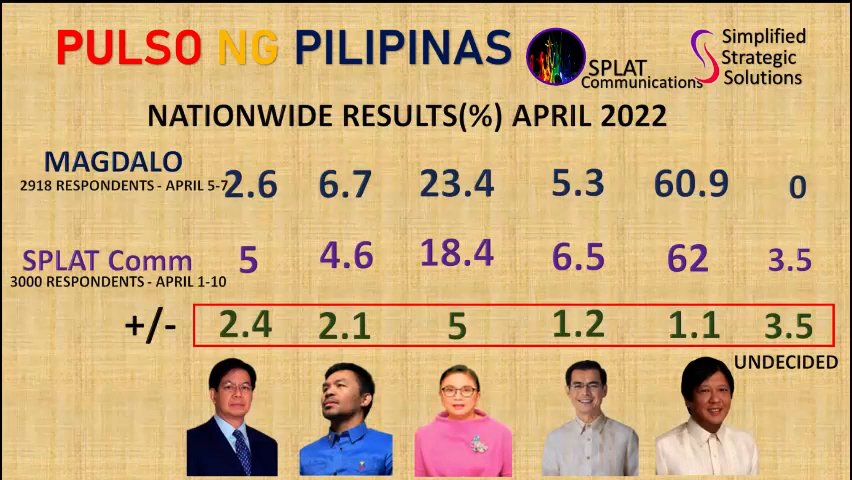 PULSO NG PILIPINAS
SPLAT
Communications
Simplified
Strategic
Solutions
NATIONWIDE RESULTS(%) APRIL 2022
MAGDALO 2.6 6.7 23.4 5.3 60.9 0
2918 RESPONDENTS - APRIL 5-7
SPLAT Comm 5 4.6 18.4 6.5 62 3.5
3000 RESPONDENTS - APRIL 1-10
+/- 2.4 2.1 5 1.2 1.1 3.5
UNDECIDED